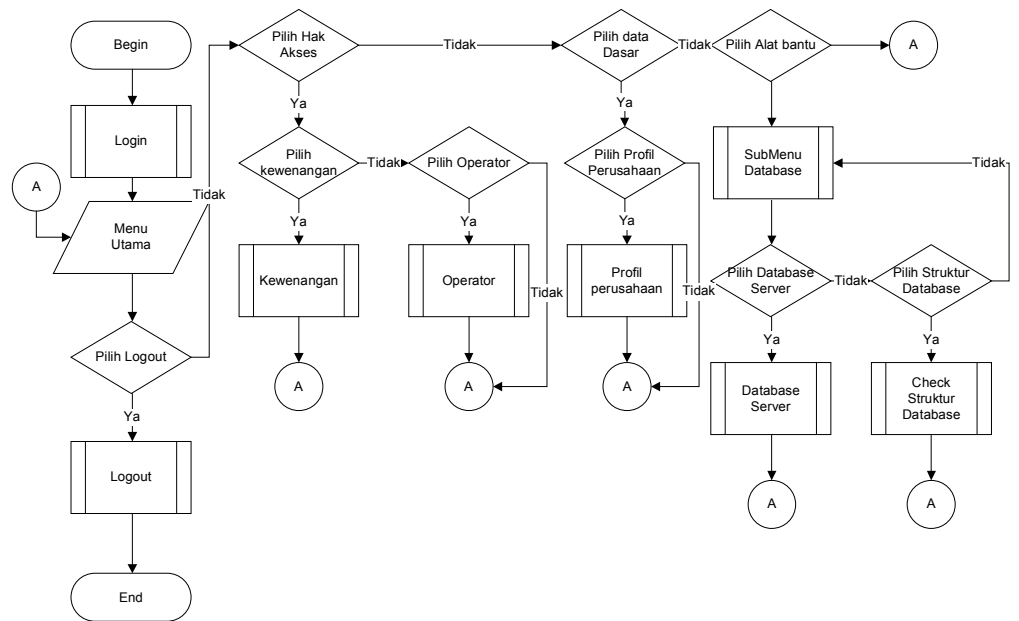 Begin
Login
A
Menu
Utama
Pilih Logout
Tidak
Ya
Logout
End
Pilih Hak
Akses
Tidak
Ya
Pilih
kewenangan
Tidak
Ya
Kewenangan
A
Pilih Operator
Ya
Tidak
Operator
A
Pilih data
Dasar
Tidak
Ya
Pilih Profil
Perusahaan
Ya
Tidak
Profil
perusahaan
A
Pilih Alat bantu
A
Ya
SubMenu
Database
Tidak
Pilih Database
Server
Tidak
Ya
Database
Server
A
Pilih Struktur
Database
Ya
Check
Struktur
Database
A